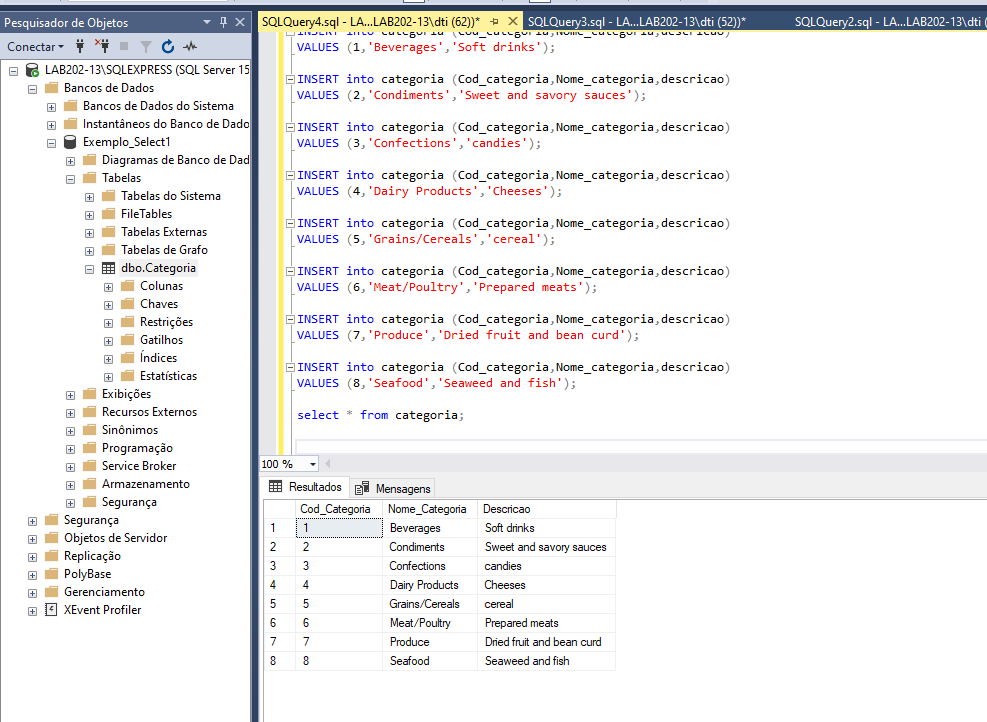 Pesquisador de Objetos
Conectar
LAB202-13\SQLEXPRESS (SQL Server 15
Bancos de Dados
Bancos de Dados do Sistema
Instantâneos do Banco de Dado
Exemplo_Select1
Diagramas de Banco de Dad
Tabelas
Tabelas do Sistema
FileTables
Tabelas Externas
Tabelas de Grafo
dbo.Categoria
Colunas
Chaves
Restrições
Gatilhos
Índices
Estatísticas
Exibições
Recursos Externos
Sinônimos
Programação
Service Broker
Armazenamento
Segurança
Segurança
Objetos de Servidor
Replicação
PolyBase
Gerenciamento
XEvent Profiler
SQLQuery4.sql - LA...LAB202-13\dti (62))* SQLQuery3.sql - LA...LAB202-13\dti (52))* SQLQuery2.sql - LA...LAB202-13\dti (
INSERT into categoria (Cod_categoria,Nome_categoria,descricao)
VALUES (1,'Beverages','Soft drinks');
INSERT into categoria (Cod_categoria,Nome_categoria,descricao)
VALUES (2,'Condiments','Sweet and savory sauces');
INSERT into categoria (Cod_categoria,Nome_categoria,descricao)
VALUES (3,'Confections','candies');
INSERT into categoria (Cod_categoria,Nome_categoria,descricao)
VALUES (4,'Dairy Products','Cheeses');
INSERT into categoria (Cod_categoria,Nome_categoria,descricao)
VALUES (5,'Grains/Cereals','cereal');
INSERT into categoria (Cod_categoria,Nome_categoria,descricao)
VALUES (6,'Meat/Poultry','Prepared meats');
INSERT into categoria (Cod_categoria,Nome_categoria,descricao)
VALUES (7,'Produce','Dried fruit and bean curd');
INSERT into categoria (Cod_categoria,Nome_categoria,descricao)
VALUES (8,'Seafood','Seaweed and fish');
select * from categoria;
100 %
Resultados Mensagens
Cod_Categoria Nome_Categoria Descricao
1 1 Beverages Soft drinks
2 2 Condiments Sweet and savory sauces
3 3 Confections candies
4 4 Dairy Products Cheeses
5 5 Grains/Cereals cereal
6 6 Meat/Poultry Prepared meats
7 7 Produce Dried fruit and bean curd
8 8 Seafood Seaweed and fish